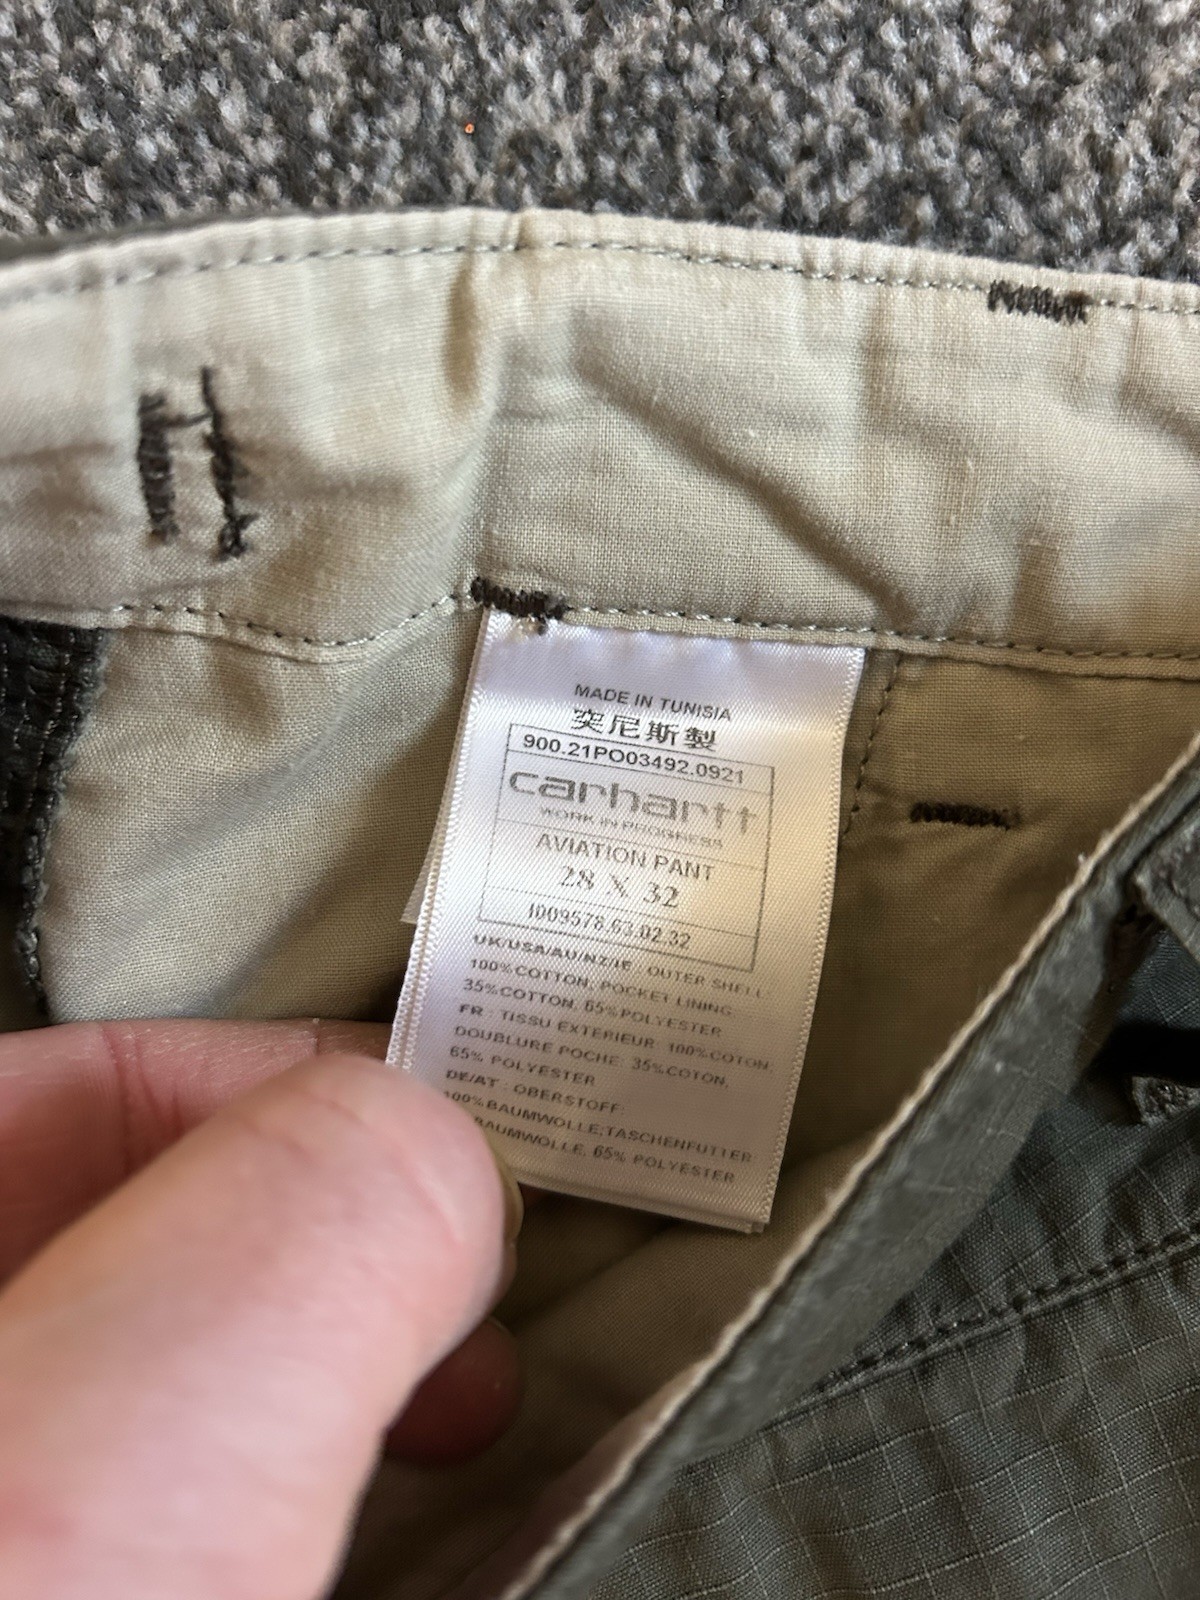 MADE IN TUNISIA
突尼斯製
900.21PO03492.0921
carhartt
WORK IN PROGRESS
AVIATION PANT
28 X 32
I009578.63.02.32
UK/USA/AU/NZ/IE : OUTER SHELL:
100%COTTON; POCKET LINING
35%COTTON, 65%POLYESTER
FR : TISSU EXTERIEUR: 100%COTON;
DOUBLURE POCHE: 35%COTON,
65% POLYESTER
DE/AT : OBERSTOFF:
100%BAUMWOLLE;TASCHENFUTTER
BAUMWOLLE, 65% POLYESTER